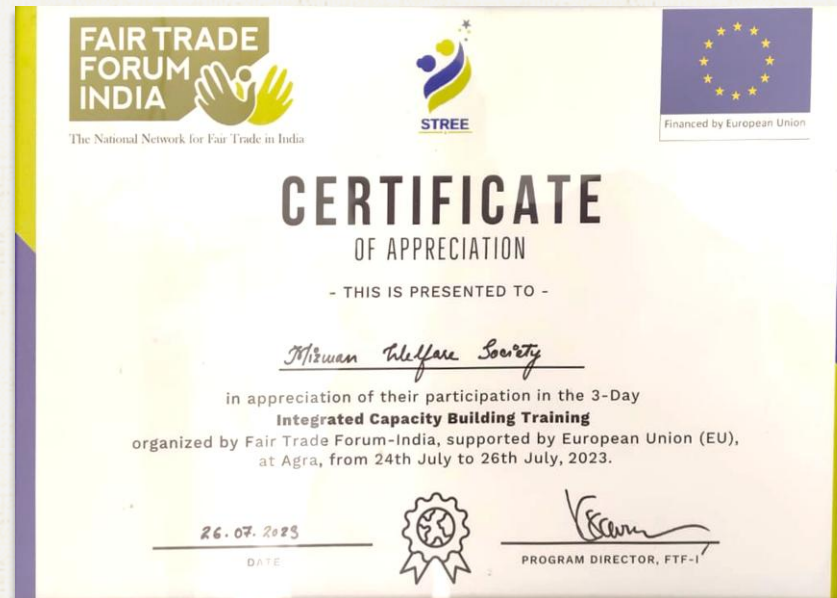 FAIR TRADE
FORUM
INDIA
The National Network for Fair Trade in India
STREE
Financed by European Union
CERTIFICATE
OF APPRECIATION
- THIS IS PRESENTED TO -
Mizwan Welfare Society
in appreciation of their participation in the 3-Day
Integrated Capacity Building Training
organized by Fair Trade Forum-India, supported by European Union (EU),
at Agra, from 24th July to 26th July, 2023.
26.07.2023
DATE
PROGRAM DIRECTOR, FTF-I